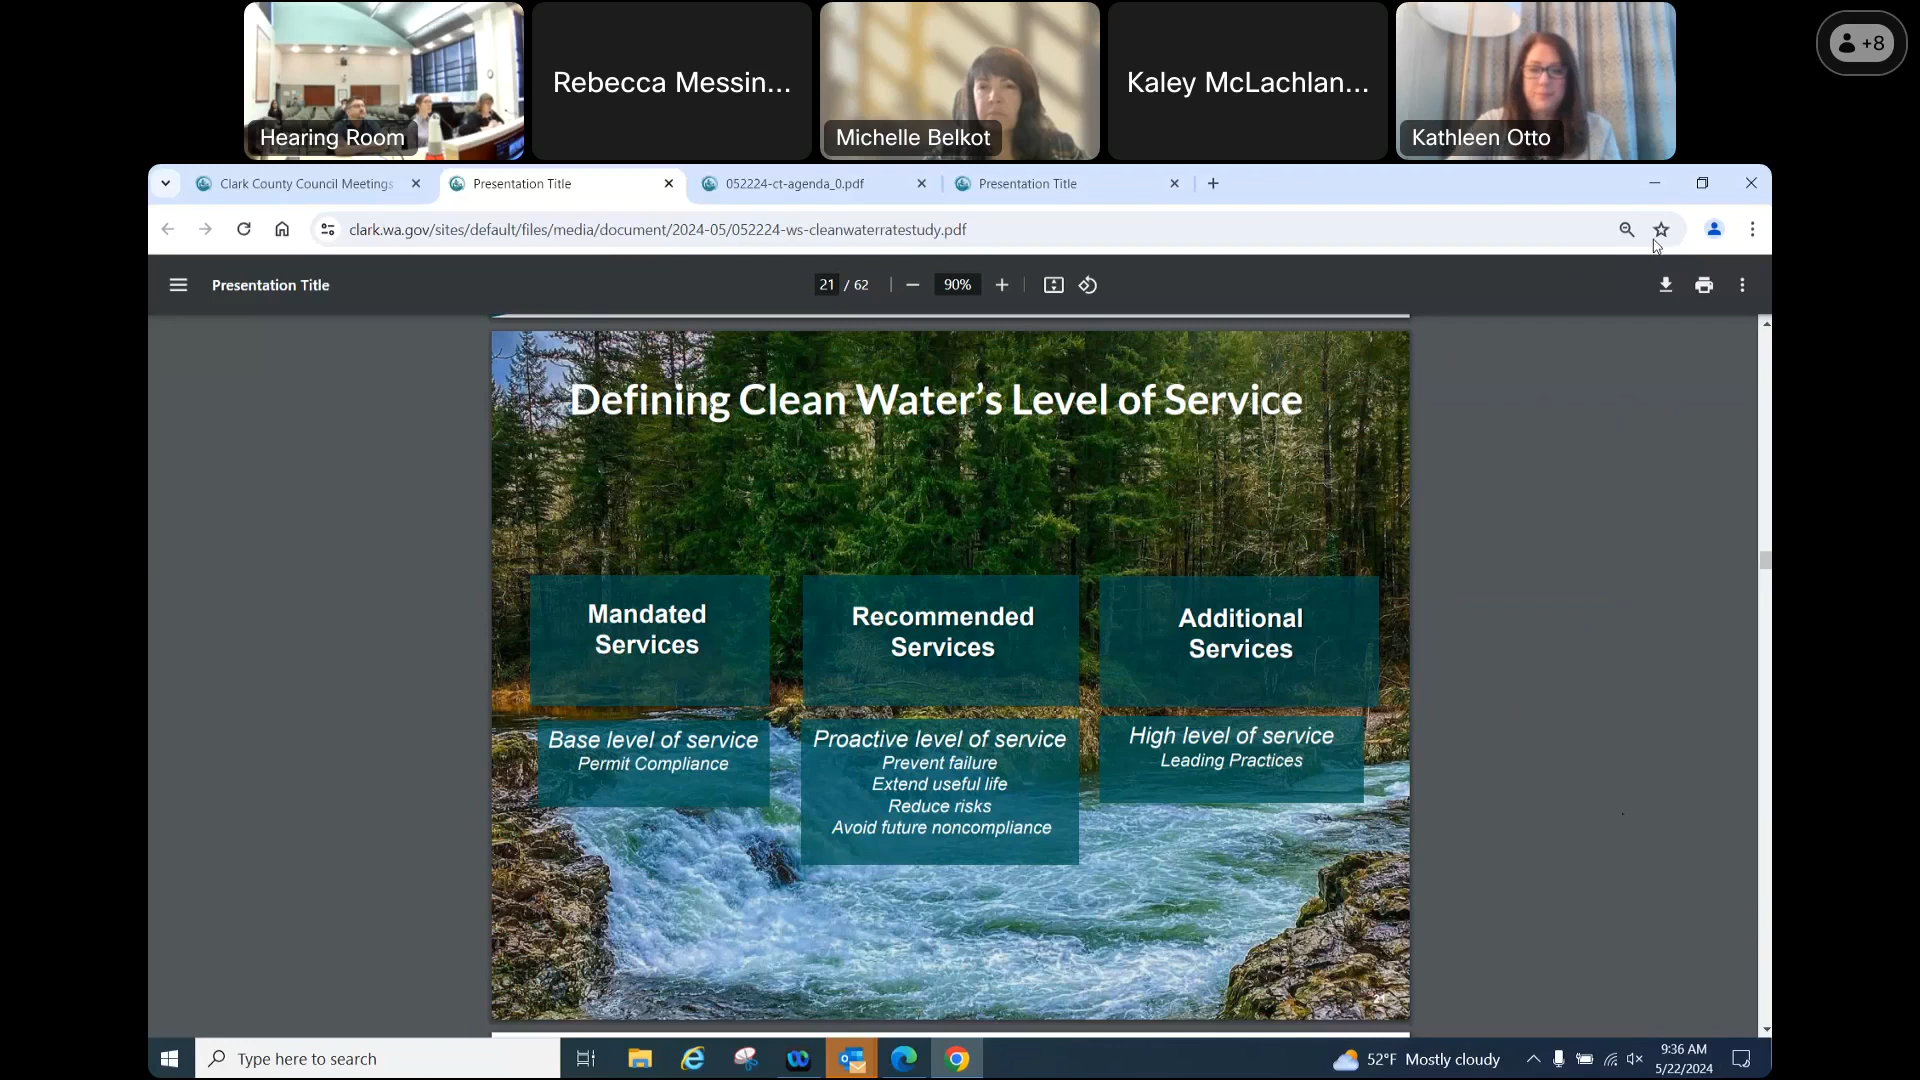 Hearing Room
Rebecca Messin...
Michelle Belkot
Kaley McLachlan...
Kathleen Otto
+8
Clark County Council Meetings
Presentation Title
052224-ct-agenda_0.pdf
Presentation Title
clark.wa.gov/sites/default/files/media/document/2024-05/052224-ws-cleanwaterratestudy.pdf
Presentation Title
21 / 62
90%
Defining Clean Water's Level of Service
Mandated
Services
Recommended
Services
Additional
Services
Base level of service
Permit Compliance
Proactive level of service
Prevent failure
Extend useful life
Reduce risks
Avoid future noncompliance
High level of service
Leading Practices
21
Type here to search
52°F Mostly cloudy
9:36 AM
5/22/2024